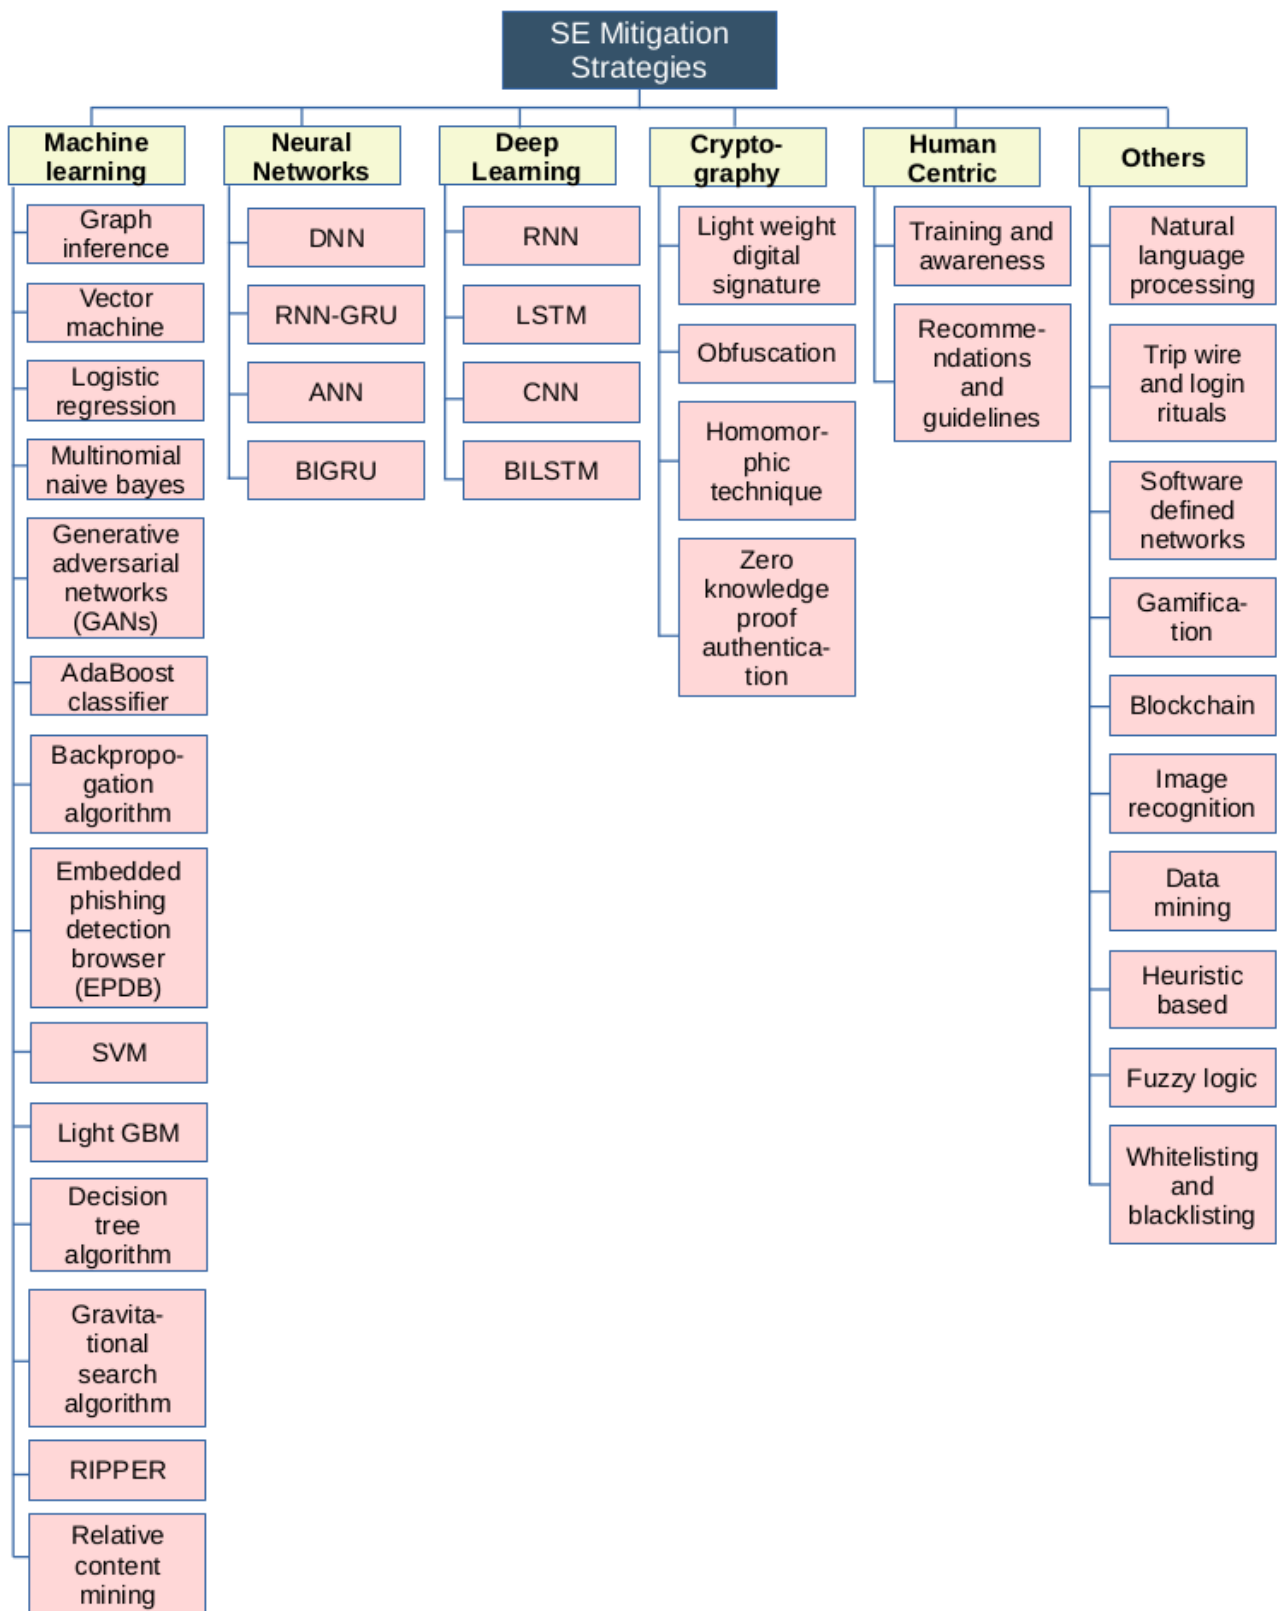 SE Mitigation
Strategies
Machine
learning
Graph
inference
Vector
machine
Logistic
regression
Multinomial
naive bayes
Generative
adversarial
networks
(GANs)
AdaBoost
classifier
Backpropo-
gation
algorithm
Embedded
phishing
detection
browser
(EPDB)
SVM
Light GBM
Decision
tree
algorithm
Gravita-
tional
search
algorithm
RIPPER
Relative
content
mining
Neural
Networks
DNN
RNN-GRU
ANN
BIGRU
Deep
Learning
RNN
LSTM
CNN
BILSTM
Crypto-
graphy
Light weight
digital
signature
Obfuscation
Homomor-
phic
technique
Zero
knowledge
proof
authentica-
tion
Human
Centric
Training and
awareness
Recomme-
ndations
and
guidelines
Others
Natural
language
processing
Trip wire
and login
rituals
Software
defined
networks
Gamifica-
tion
Blockchain
Image
recognition
Data
mining
Heuristic
based
Fuzzy logic
Whitelisting
and
blacklisting